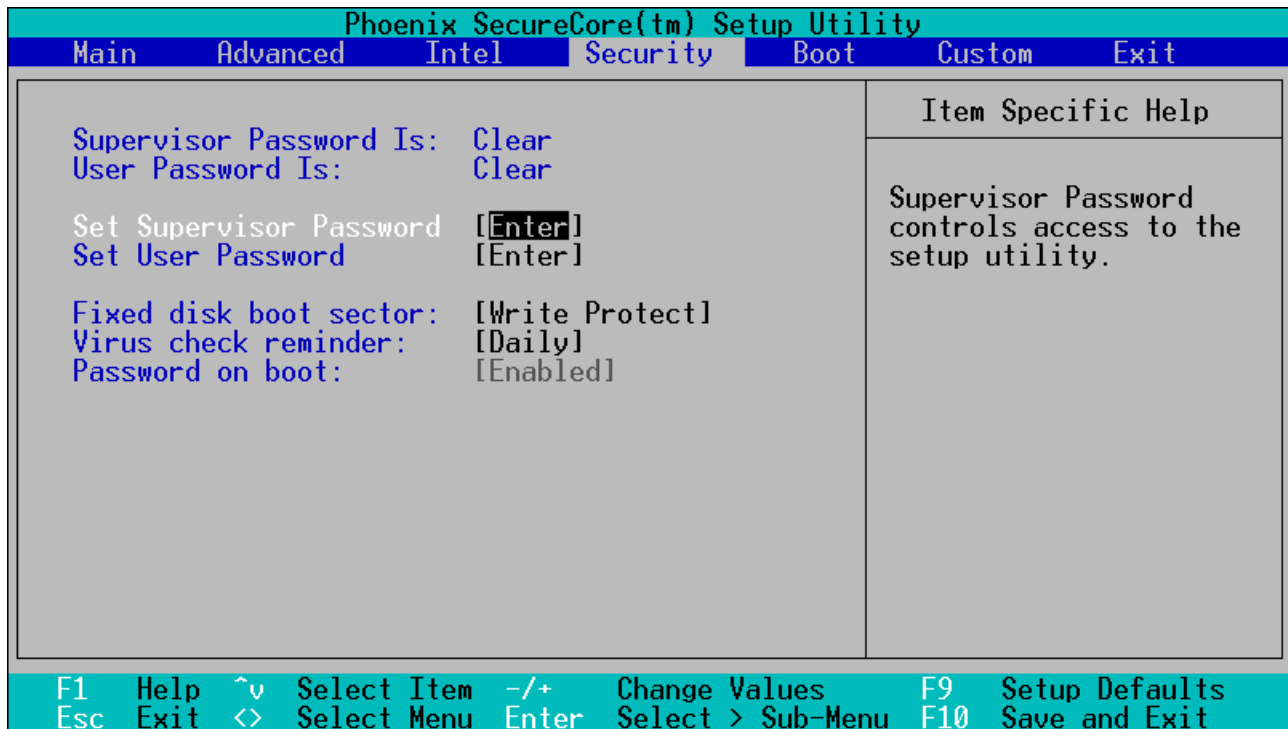 Phoenix SecureCore(tm) Setup Utility
Main Advanced Intel Security Boot Custom Exit
Item Specific Help
Supervisor Password Is: Clear
User Password Is: Clear
Set Supervisor Password [Enter]
Set User Password [Enter]
Fixed disk boot sector: [Write Protect]
Virus check reminder: [Daily]
Password on boot: [Enabled]
Supervisor Password
controls access to the
setup utility.
F1 Help ^v Select Item -/+ Change Values F9 Setup Defaults
Esc Exit <> Select Menu Enter Select > Sub-Menu F10 Save and Exit